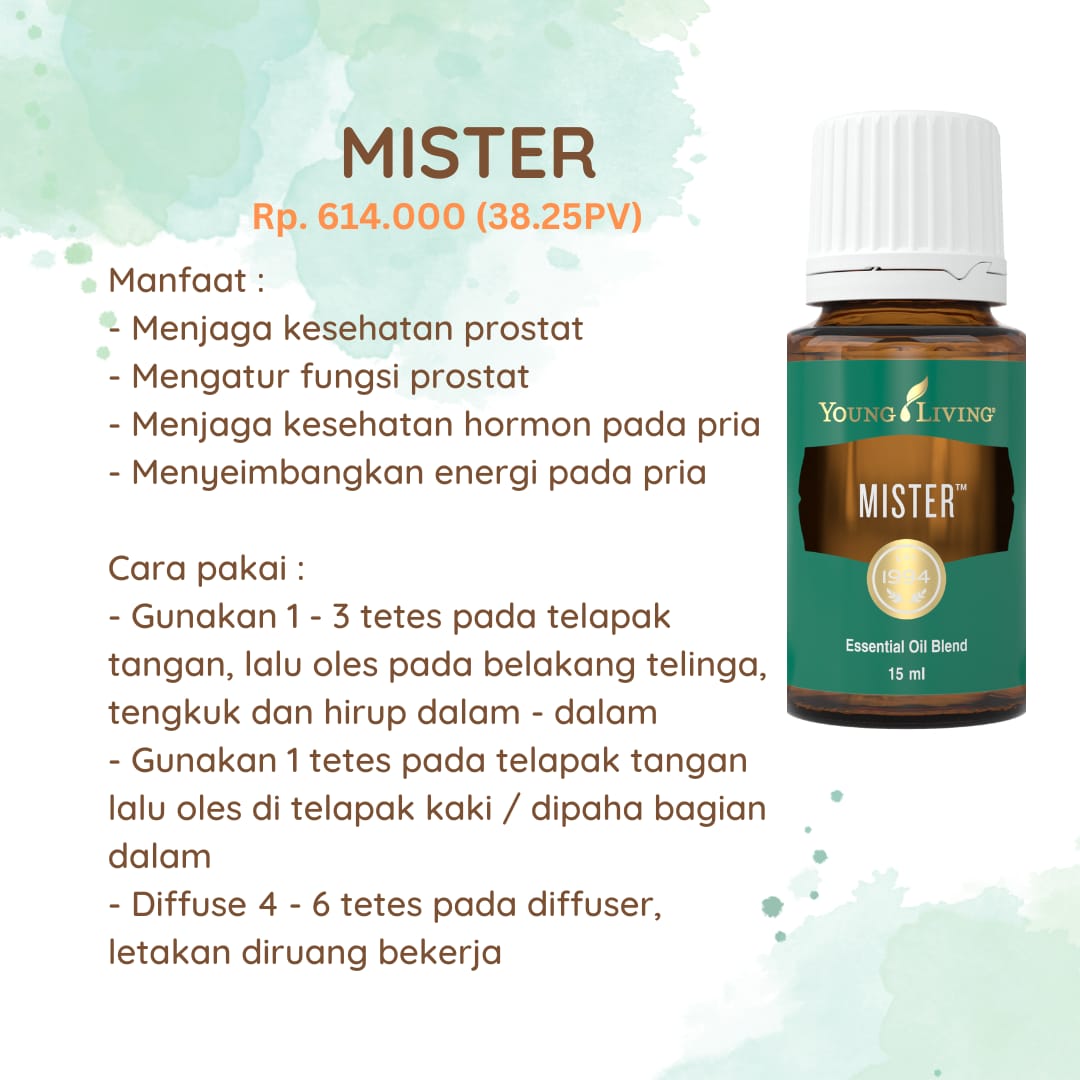 MISTER
Rp. 614.000 (38.25PV)
Manfaat :
- Menjaga kesehatan prostat
- Mengatur fungsi prostat
- Menjaga kesehatan hormon pada pria
- Menyeimbangkan energi pada pria
Cara pakai :
- Gunakan 1 - 3 tetes pada telapak
tangan, lalu oles pada belakang telinga,
tengkuk dan hirup dalam - dalam
- Gunakan 1 tetes pada telapak tangan
lalu oles di telapak kaki / dipaha bagian
dalam
- Diffuse 4 - 6 tetes pada diffuser,
letakan diruang bekerja
YOUNG LIVING®
MISTER™
1994
Essential Oil Blend
15 ml